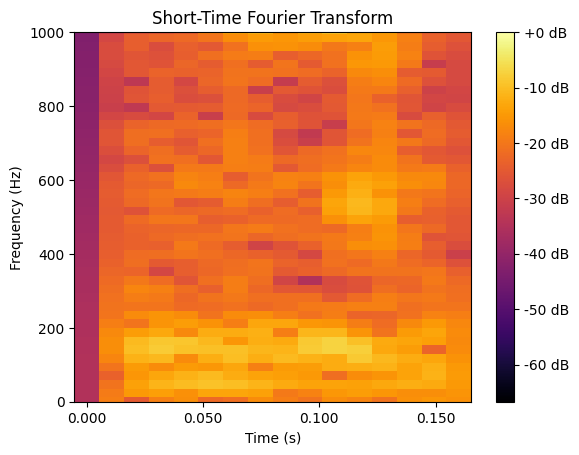 Short-Time Fourier Transform
1000
800
600
400
200
0
Frequency (Hz)
0.000
0.050
0.100
0.150
Time (s)
+0 dB
-10 dB
-20 dB
-30 dB
-40 dB
-50 dB
-60 dB